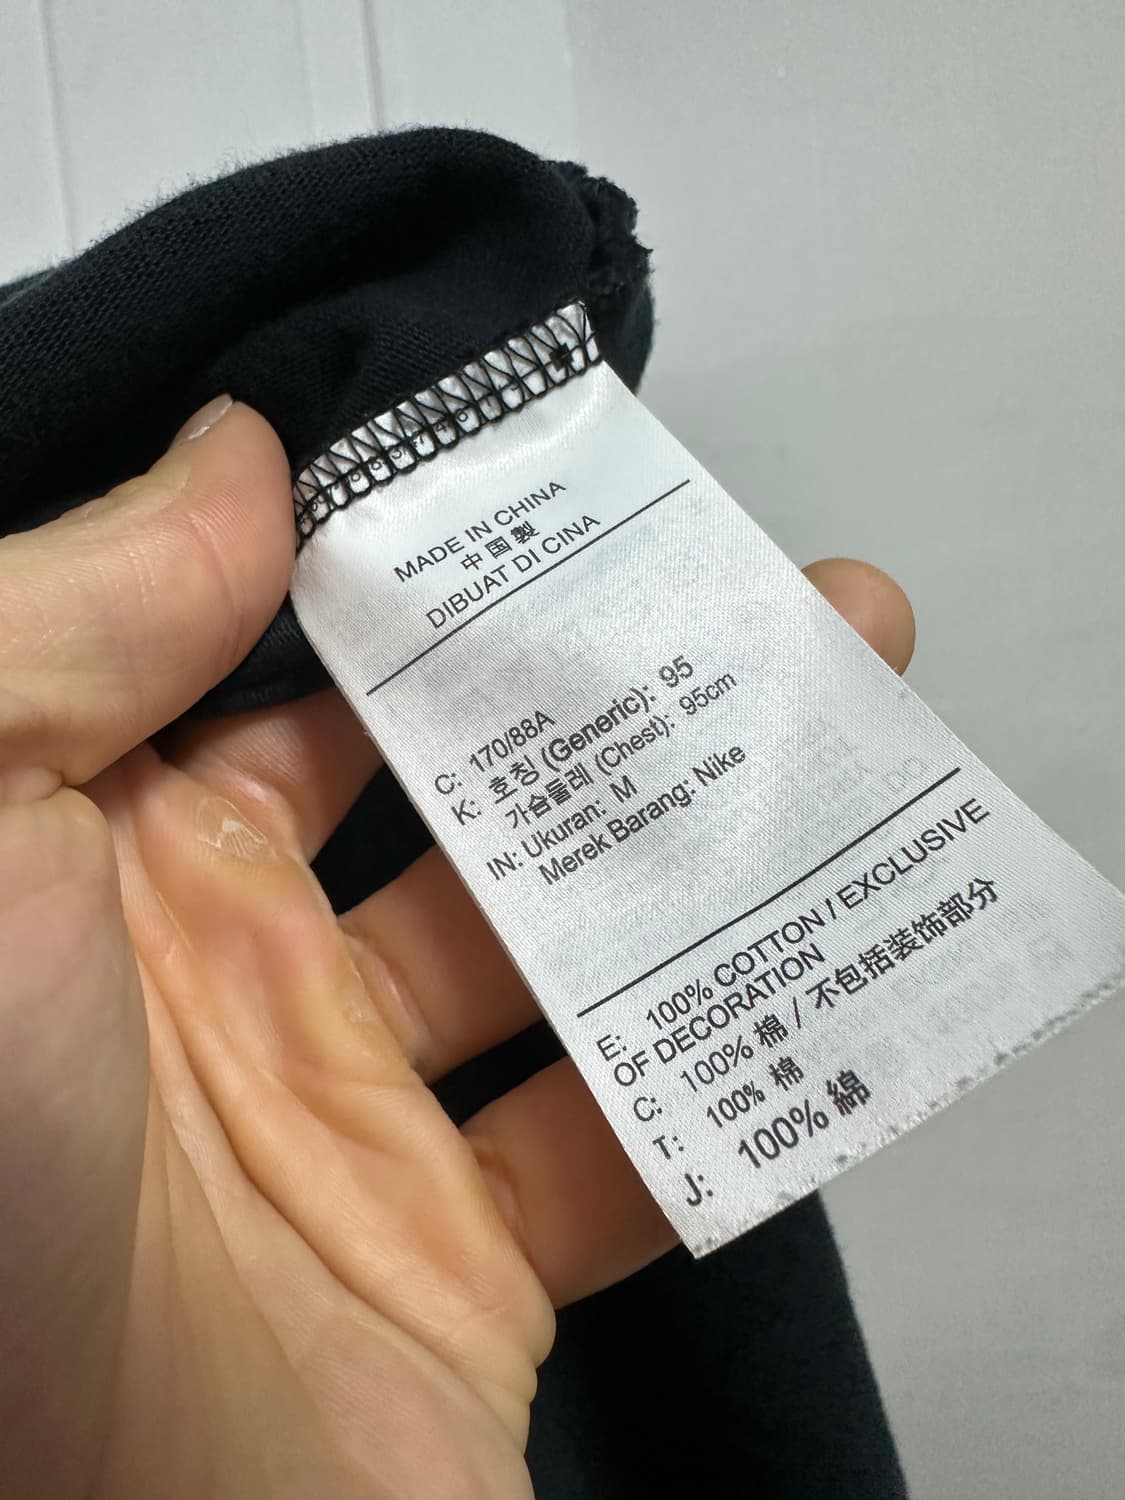 MADE IN CHINA
中国製
DIBUAT DI CINA
C: 170/88A
K: 호칭 (Generic): 95
가슴둘레 (Chest): 95cm
IN: Ukuran: M
Merek Barang: Nike
E: 100% COTTON / EXCLUSIVE
OF DECORATION
C: 100% 棉 / 不包括装饰部分
T: 100% 棉
J: 100% 綿